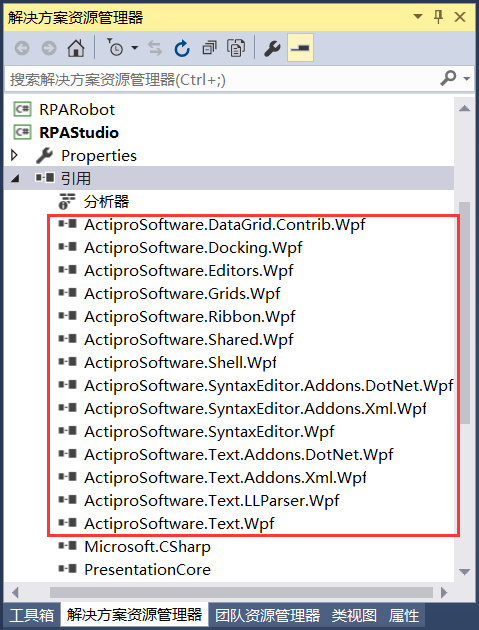 解决方案资源管理器
搜索解决方案资源管理器(Ctrl+;)
C# RPARobot
C# RPAStudio
Properties
引用
分析器
ActiproSoftware.DataGrid.Contrib.Wpf
ActiproSoftware.Docking.Wpf
ActiproSoftware.Editors.Wpf
ActiproSoftware.Grids.Wpf
ActiproSoftware.Ribbon.Wpf
ActiproSoftware.Shared.Wpf
ActiproSoftware.Shell.Wpf
ActiproSoftware.SyntaxEditor.Addons.DotNet.Wpf
ActiproSoftware.SyntaxEditor.Addons.Xml.Wpf
ActiproSoftware.SyntaxEditor.Wpf
ActiproSoftware.Text.Addons.DotNet.Wpf
ActiproSoftware.Text.Addons.Xml.Wpf
ActiproSoftware.Text.LLParser.Wpf
ActiproSoftware.Text.Wpf
Microsoft.CSharp
PresentationCore
工具箱 解决方案资源管理器 团队资源管理器 类视图 属性